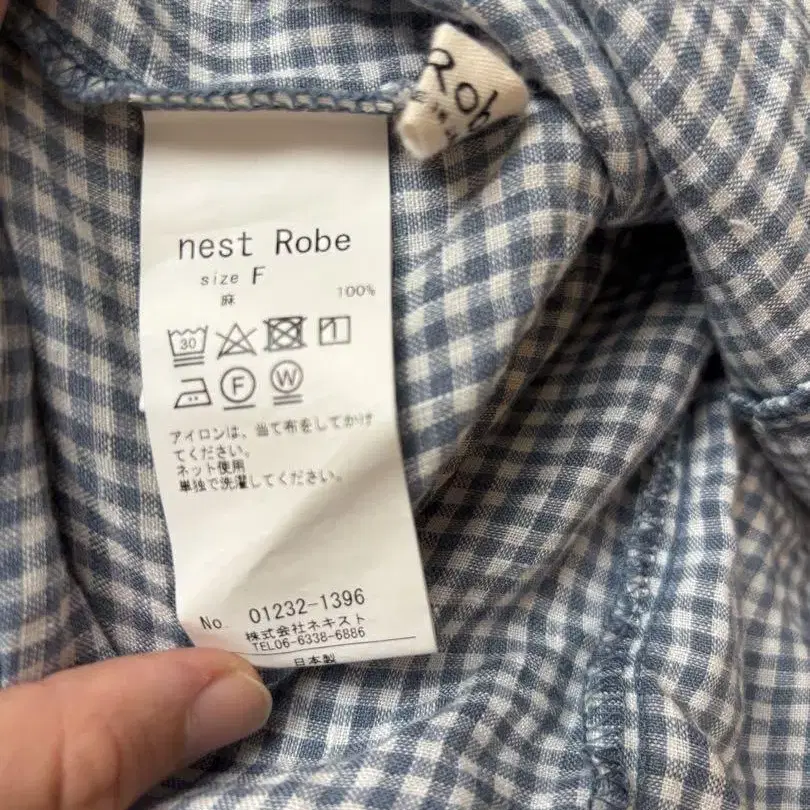 Robe
nest Robe
size F
麻 100%
30
1
F W
アイロンは、当て布をしてかけ
てください。
ネット使用
単独で洗濯してください。
No. 01232-1396
株式会社ネキスト
TEL06-6338-6886
日本製